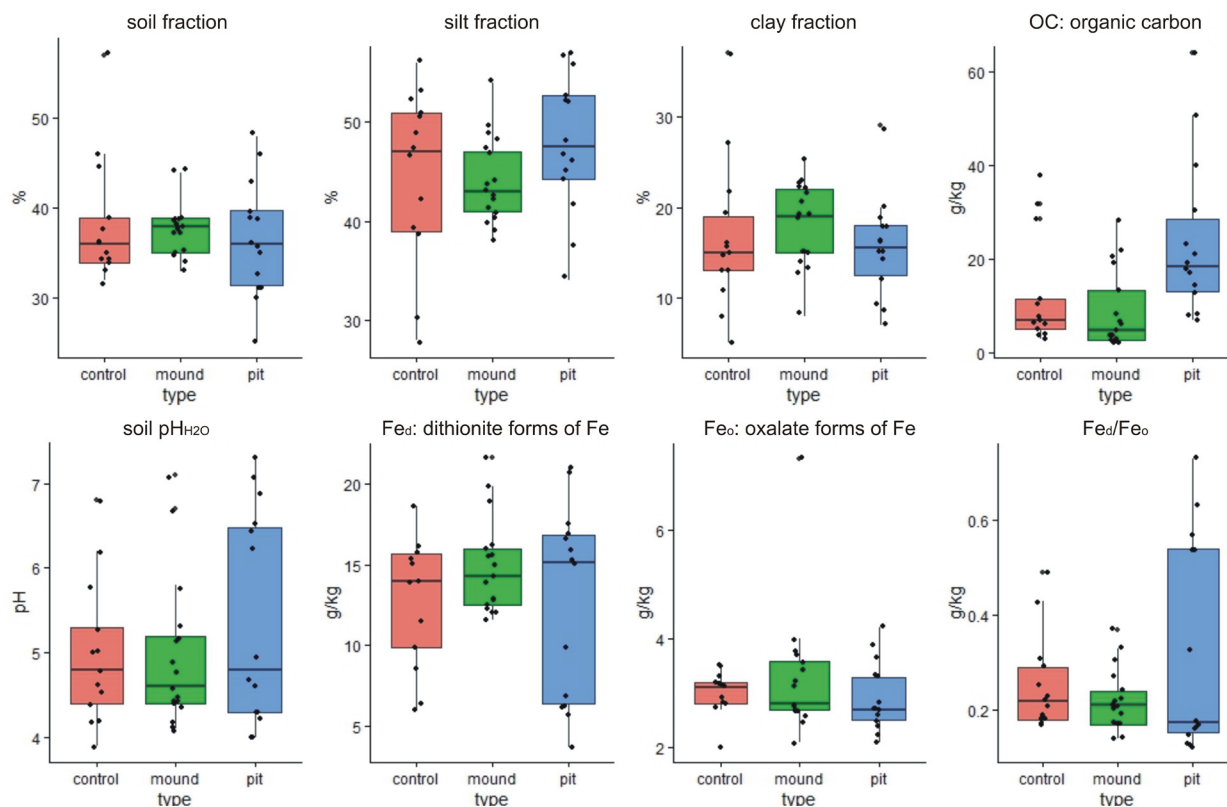 soil fraction
silt fraction
clay fraction
OC: organic carbon
%
50
40
30
control mound pit
type
%
50
40
30
control mound pit
type
%
30
20
10
control mound pit
type
g/kg
60
40
20
0
control mound pit
type
soil pHH2O
Fed: dithionite forms of Fe
Feo: oxalate forms of Fe
Fed/Feo
pH
7
6
5
4
control mound pit
type
g/kg
20
15
10
5
control mound pit
type
g/kg
6
4
2
control mound pit
type
g/kg
0.6
0.4
0.2
control mound pit
type